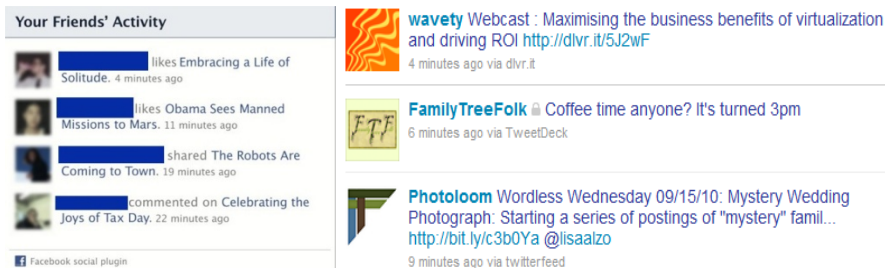 Your Friends' Activity
likes Embracing a Life of
Solitude. 4 minutes ago
likes Obama Sees Manned
Missions to Mars. 11 minutes ago
shared The Robots Are
Coming to Town. 19 minutes ago
commented on Celebrating the
Joys of Tax Day. 22 minutes ago
f Facebook social plugin
wavety Webcast : Maximising the business benefits of virtualization
and driving ROI http://dlvr.it/5J2wF
4 minutes ago via dlvr.it
FTF
FamilyTreeFolk Coffee time anyone? It's turned 3pm
6 minutes ago via TweetDeck
Photoloom Wordless Wednesday 09/15/10: Mystery Wedding
Photograph: Starting a series of postings of "mystery" famil...
http://bit.ly/c3b0Ya @lisaalzo
9 minutes ago via twitterfeed